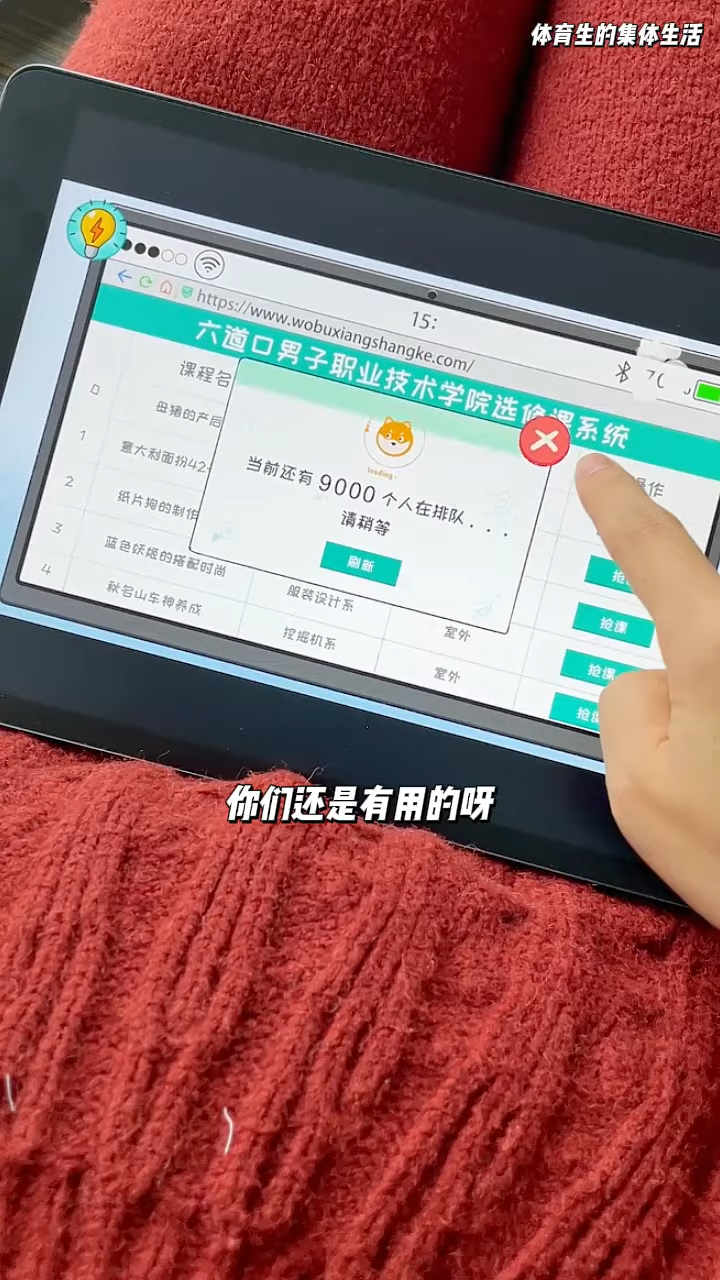 体育生的集体生活
15:
https://www.wobuxiangshangke.com/
六道口男子职业技术学院选修课系统
课程名
操作
0
母猪的产后
1
意大利面拌42
2
纸片狗的制作
3
蓝色妖姬的搭配时尚
服装设计系
室外
4
秋名山车神养成
挖掘机系
室外
loading
当前还有9000个人在排队...
请稍等
刷新
抢
抢课
抢课
抢课
你们还是有用的呀